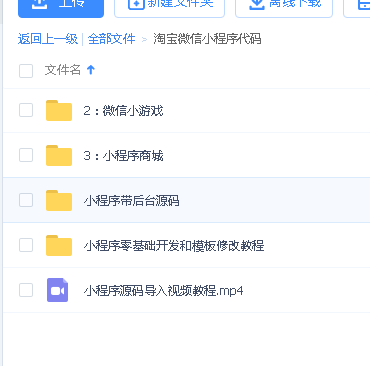 上传 新建文件夹 离线下载
返回上一级 | 全部文件 > 淘宝微信小程序代码
文件名
2：微信小游戏
3：小程序商城
小程序带后台源码
小程序零基础开发和模板修改教程
小程序源码导入视频教程.mp4